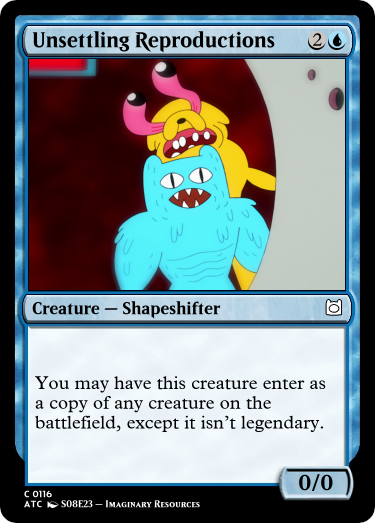 Unsettling Reproductions 2
Creature — Shapeshifter
You may have this creature enter as
a copy of any creature on the
battlefield, except it isn't legendary.
0/0
C 0116
ATC S08E23 — Imaginary Resources